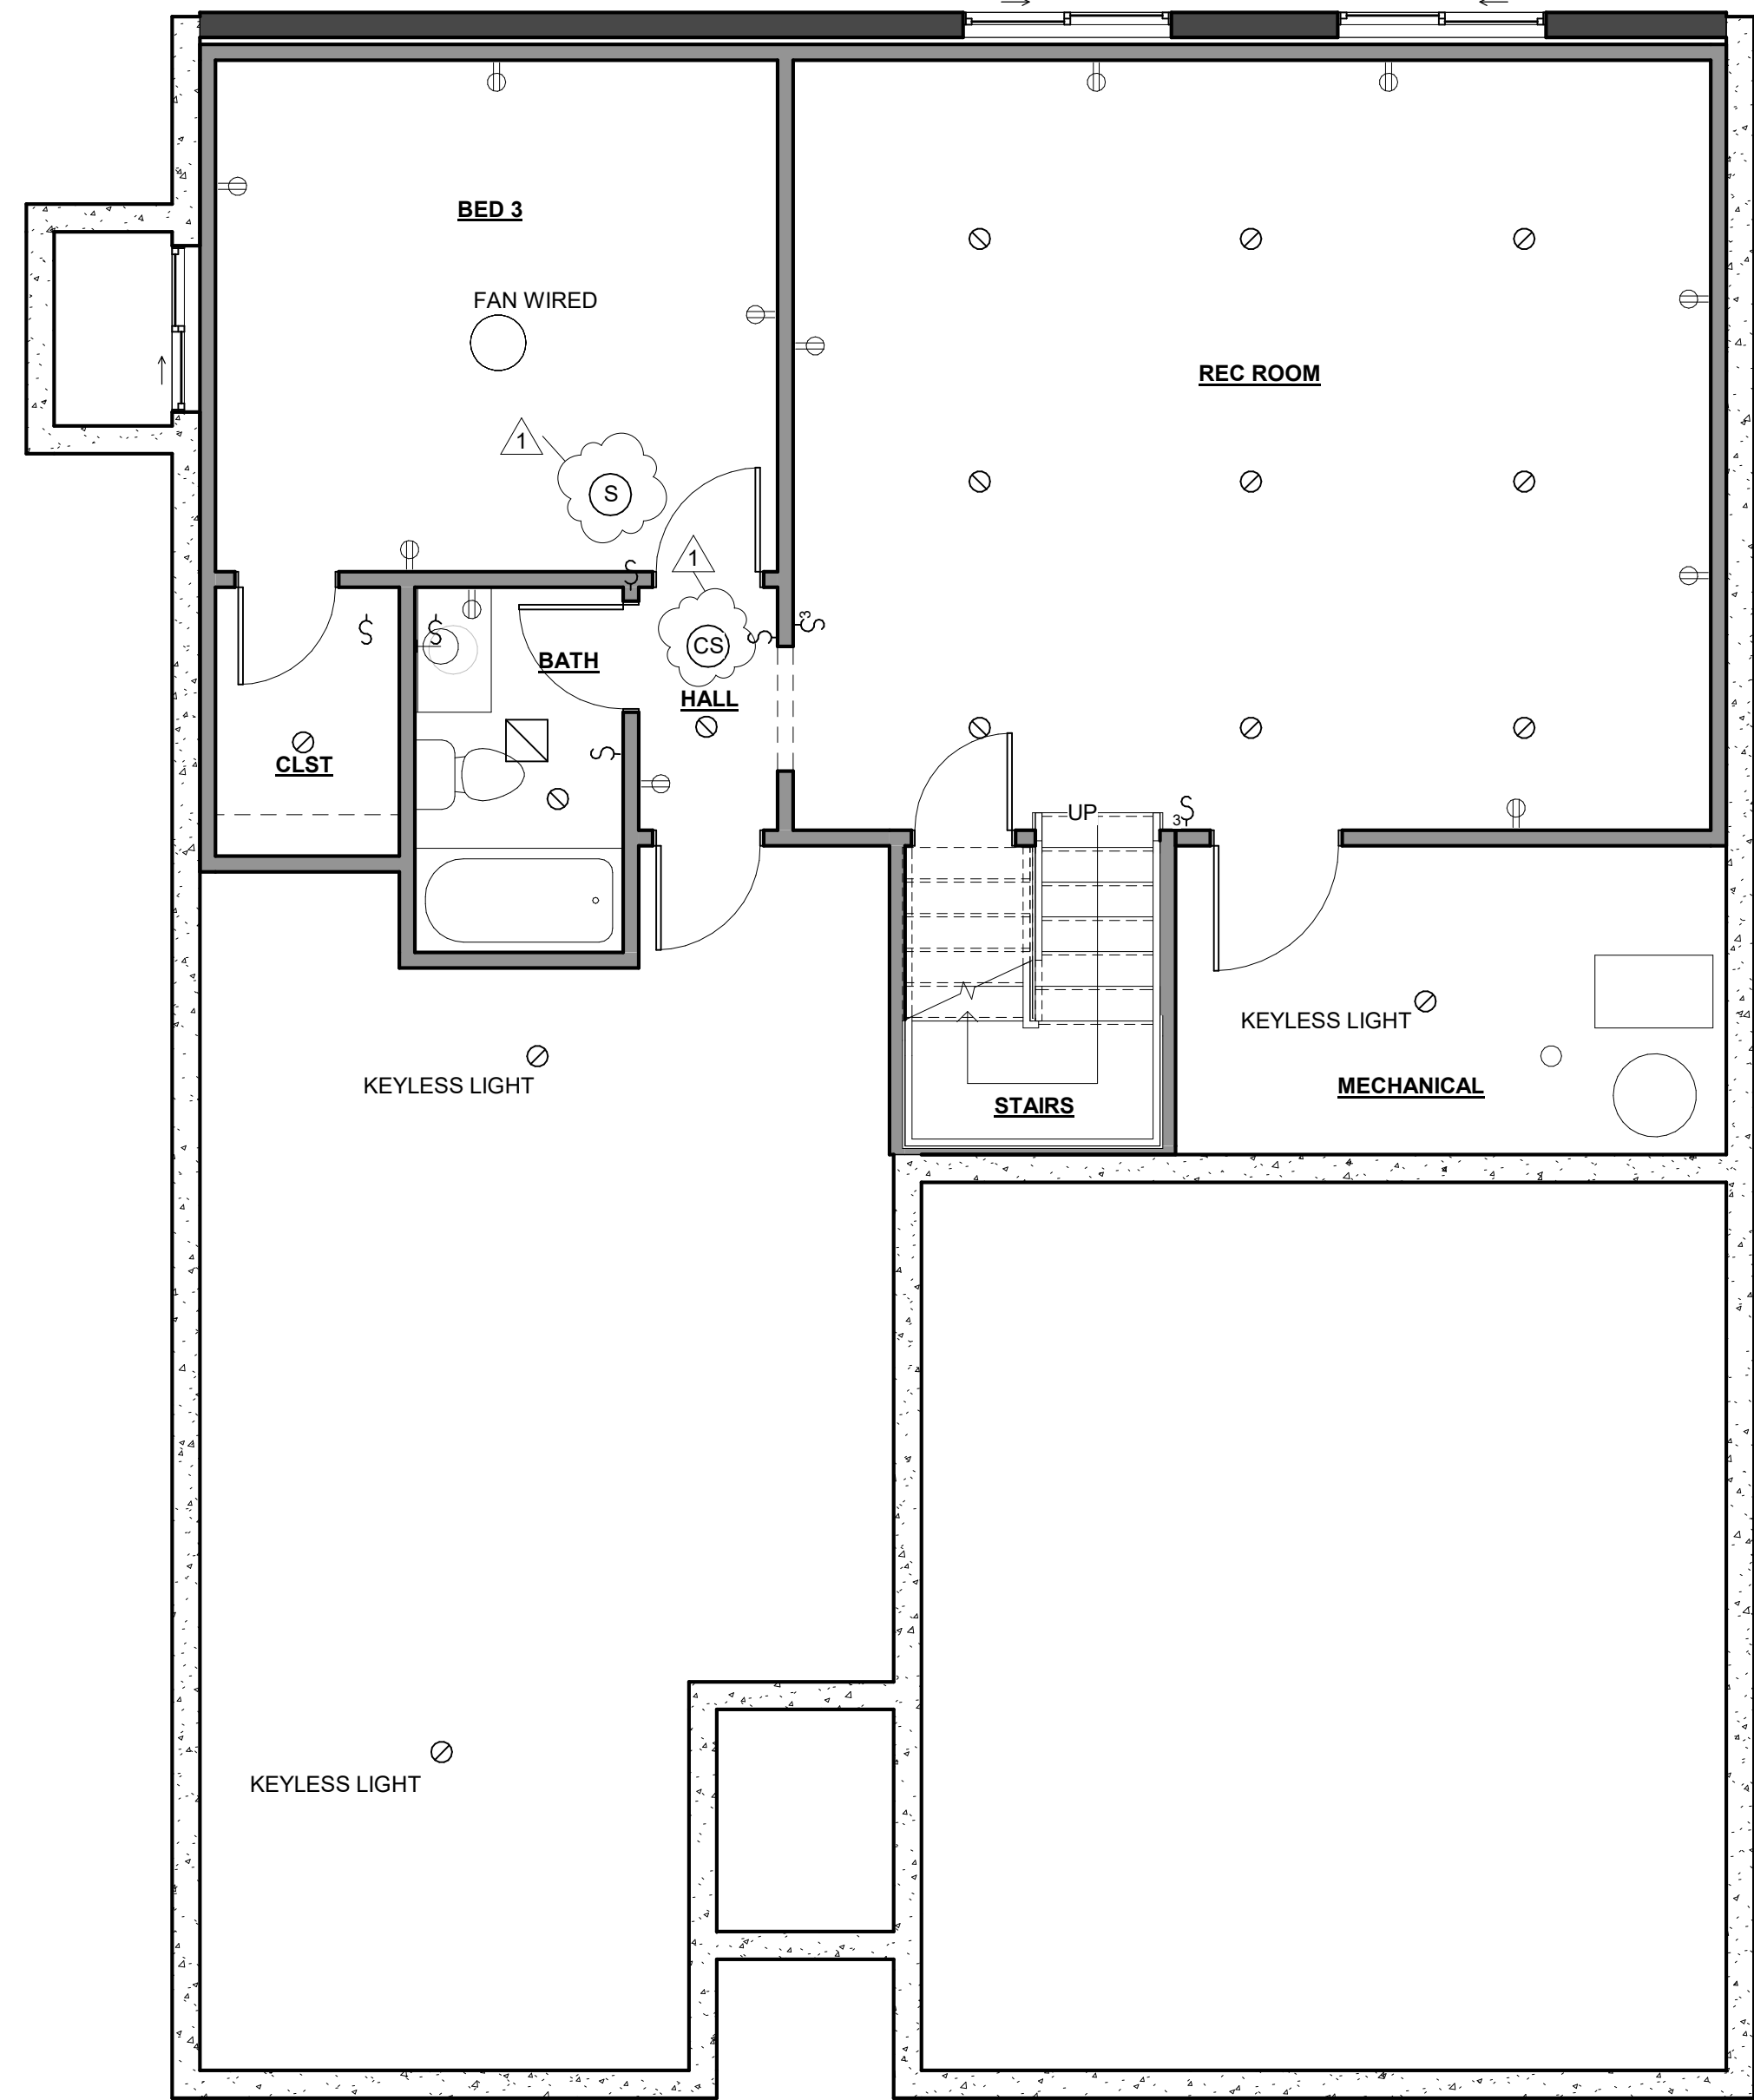 BED 3
FAN WIRED
REC ROOM
1
S
1
CS
3
BATH
HALL
CLST
UP
3
KEYLESS LIGHT
MECHANICAL
KEYLESS LIGHT
STAIRS
KEYLESS LIGHT